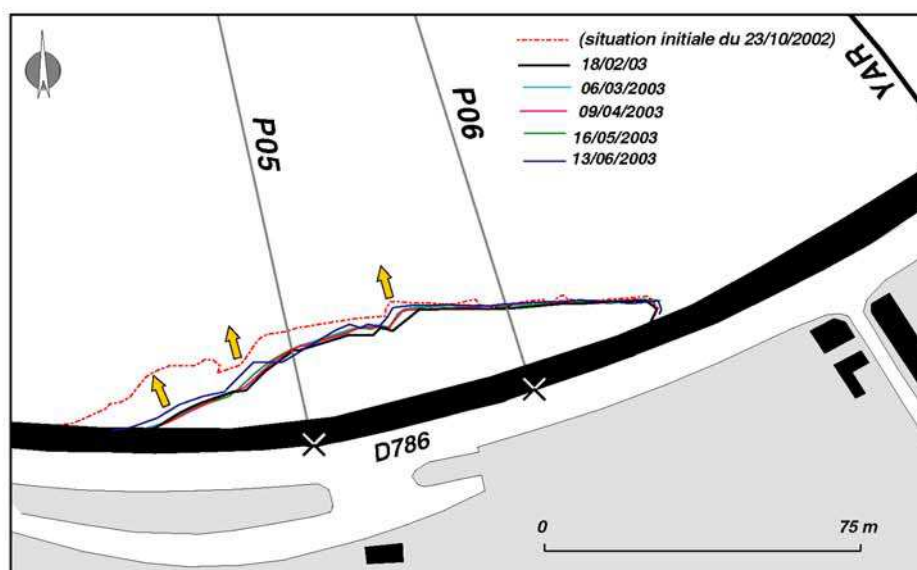 (situation initiale du 23/10/2002)
18/02/03
06/03/2003
09/04/2003
16/05/2003
13/06/2003
YAR
P05
P06
D786
0 75 m